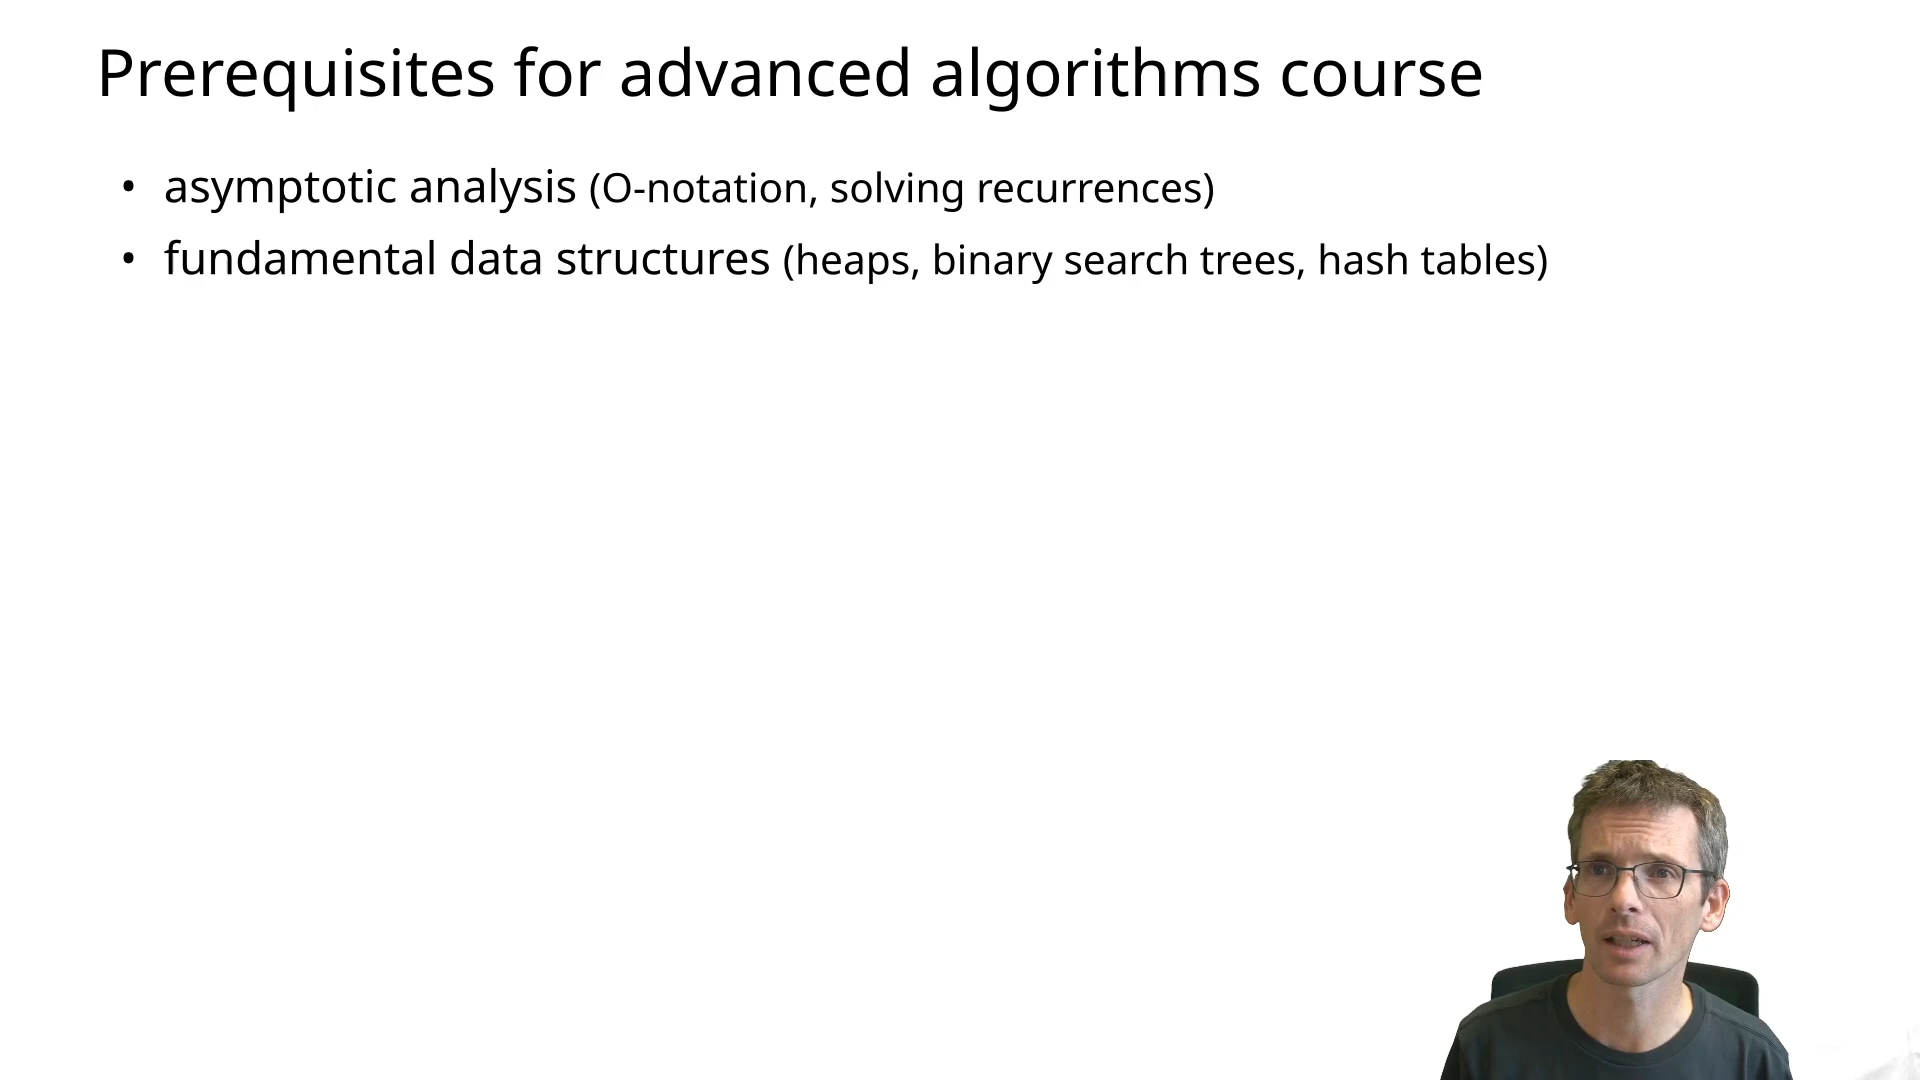 Prerequisites for advanced algorithms course
• asymptotic analysis (O-notation, solving recurrences)
• fundamental data structures (heaps, binary search trees, hash tables)